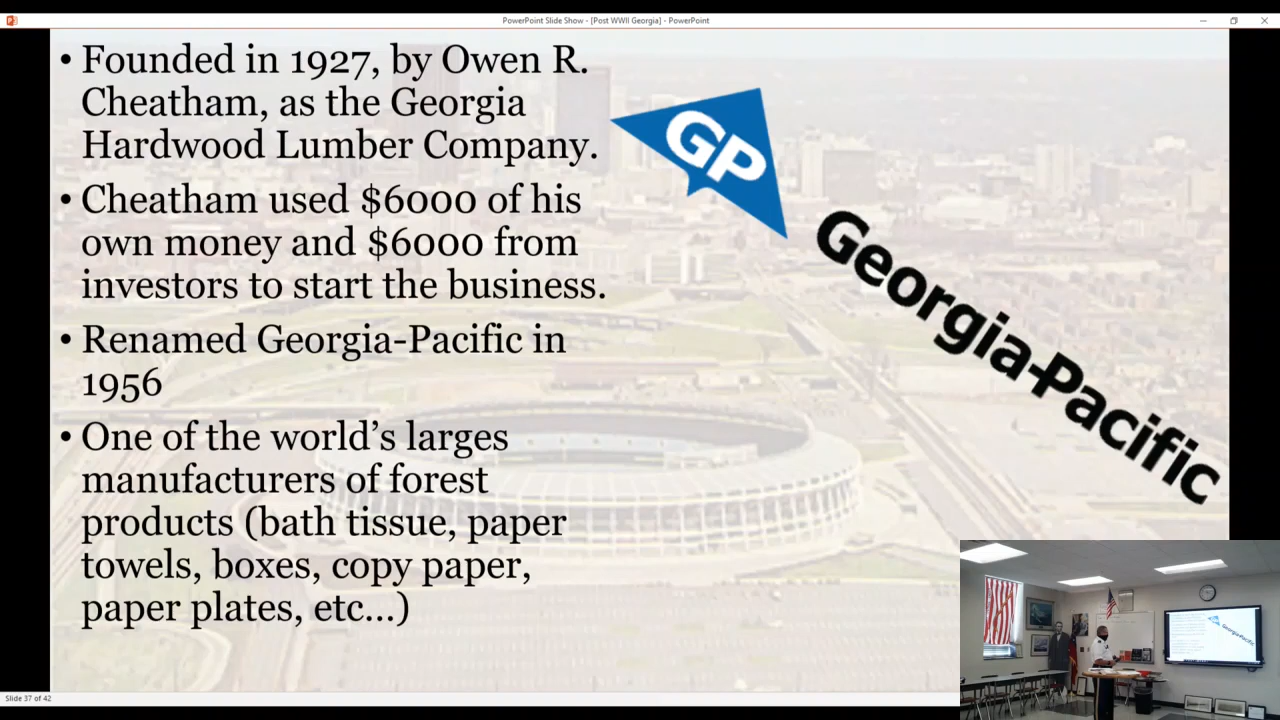 PowerPoint Slide Show - [Post WWII Georgia] - PowerPoint
• Founded in 1927, by Owen R.
Cheatham, as the Georgia
Hardwood Lumber Company.
• Cheatham used $6000 of his
own money and $6000 from
investors to start the business.
• Renamed Georgia-Pacific in
1956
• One of the world’s larges
manufacturers of forest
products (bath tissue, paper
towels, boxes, copy paper,
paper plates, etc…)
GP
Georgia-Pacific
Slide 37 of 42
Georgia-Pacific